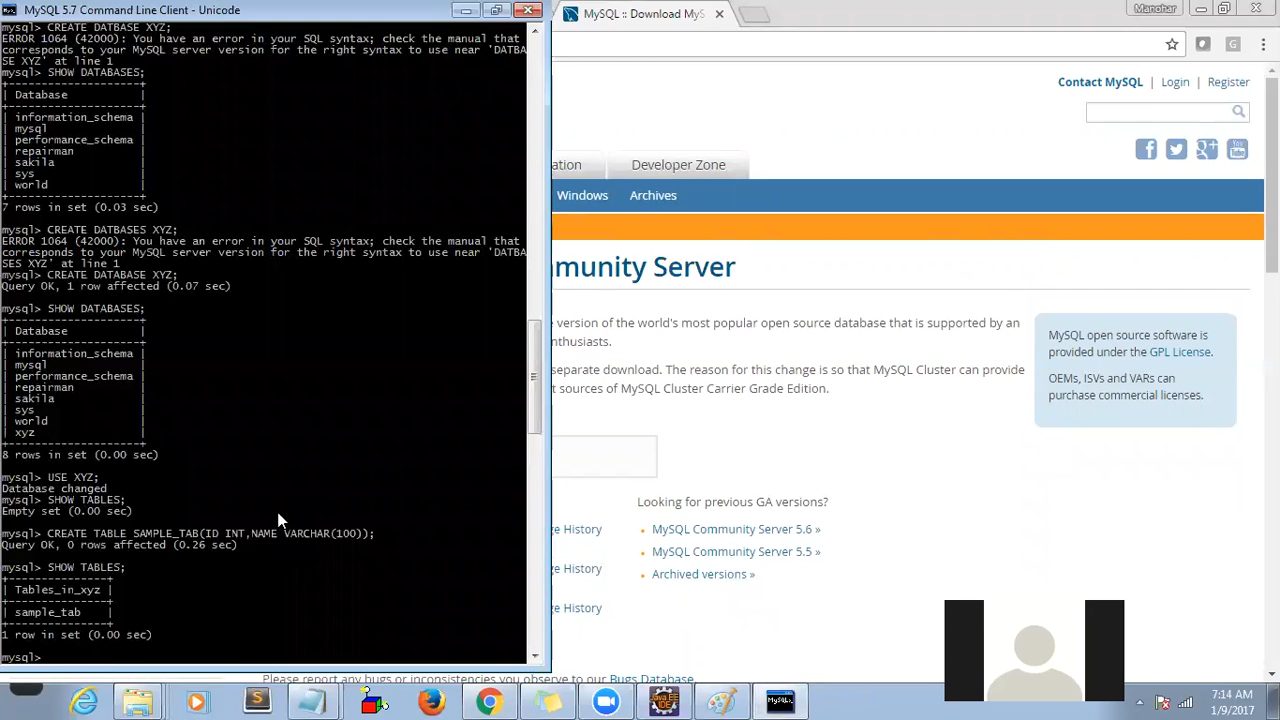 MySQL 5.7 Command Line Client - Unicode
mysql> CREATE DATBASE XYZ;
ERROR 1064 (42000): You have an error in your SQL syntax; check the manual that
corresponds to your MySQL server version for the right syntax to use near 'DATBA
SE XYZ' at line 1
mysql> SHOW DATABASES;
+--------------------+
| Database           |
+--------------------+
| information_schema |
| mysql              |
| performance_schema |
| repairman          |
| sakila             |
| sys                |
| world              |
+--------------------+
7 rows in set (0.03 sec)
mysql> CREATE DATBASES XYZ;
ERROR 1064 (42000): You have an error in your SQL syntax; check the manual that
corresponds to your MySQL server version for the right syntax to use near 'DATBA
SES XYZ' at line 1
mysql> CREATE DATABASE XYZ;
Query OK, 1 row affected (0.07 sec)
mysql> SHOW DATABASES;
+--------------------+
| Database           |
+--------------------+
| information_schema |
| mysql              |
| performance_schema |
| repairman          |
| sakila             |
| sys                |
| world              |
| xyz                |
+--------------------+
8 rows in set (0.00 sec)
mysql> USE XYZ;
Database changed
mysql> SHOW TABLES;
Empty set (0.00 sec)
mysql> CREATE TABLE SAMPLE_TAB(ID INT,NAME VARCHAR(100));
Query OK, 0 rows affected (0.26 sec)
mysql> SHOW TABLES;
+---------------+
| Tables_in_xyz |
+---------------+
| sample_tab    |
+---------------+
1 row in set (0.00 sec)
mysql>
MySQL :: Download My
Manohar
Contact MySQL | Login | Register
ation
Developer Zone
Windows
Archives
mmunity Server
e version of the world's most popular open source database that is supported by an
nthusiasts.
separate download. The reason for this change is so that MySQL Cluster can provide
t sources of MySQL Cluster Carrier Grade Edition.
MySQL open source software is
provided under the GPL License.
OEMs, ISVs and VARs can
purchase commercial licenses.
Looking for previous GA versions?
ge History
MySQL Community Server 5.6 »
MySQL Community Server 5.5 »
ge History
Archived versions »
ge History
Please report any bugs or inconsistencies you observe to our Bugs Database.
7:14 AM
1/9/2017